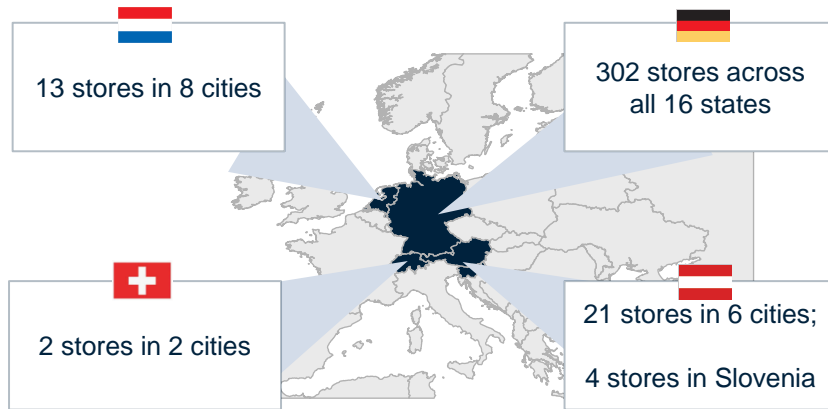 13 stores in 8 cities
302 stores across
all 16 states
2 stores in 2 cities
21 stores in 6 cities;
4 stores in Slovenia